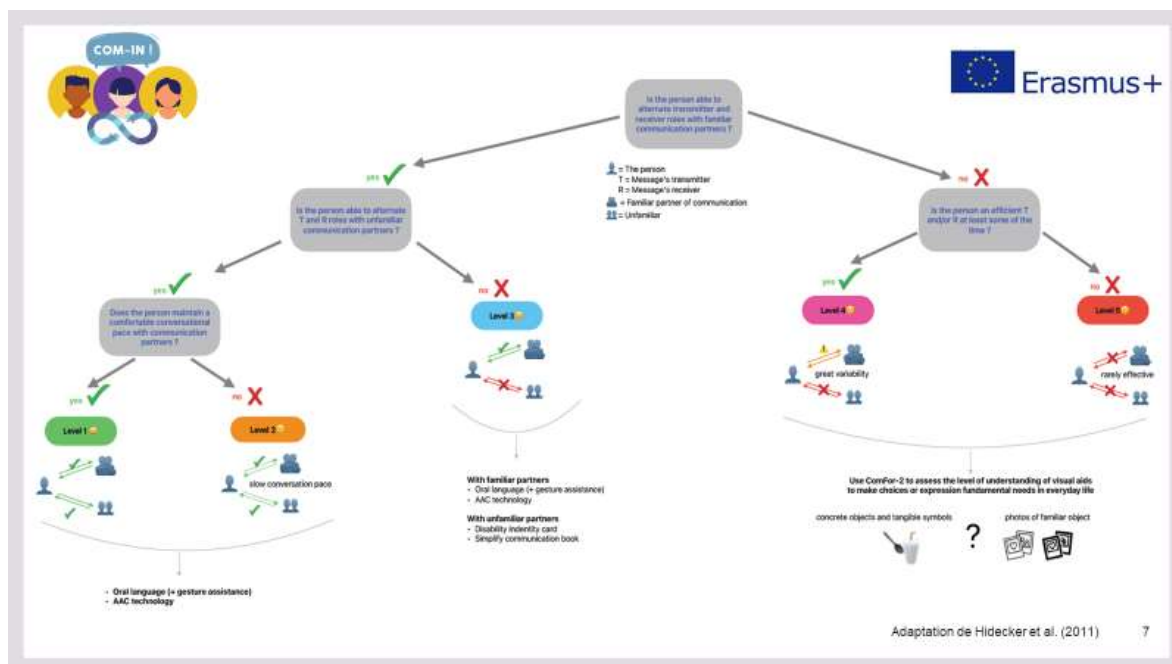 COM-IN !
Erasmus+
Is the person able to
alternate transmitter and
receiver roles with familiar
communication partners ?
= The person
T = Message's transmitter
R = Message's receiver
= Familiar partner of communication
= Unfamiliar
yes
no
Is the person able to alternate
T and R roles with unfamiliar
communication partners ?
Is the person an efficient T
and/or R at least some of the
time ?
yes
no
yes
no
Does the person maintain a
comfortable conversational
pace with communication
partners ?
Level 3
Level 4
Level 5
great variability
rarely effective
yes
no
Level 1
Level 2
slow conversation pace
With familiar partners
- Oral language (+ gesture assistance)
- AAC technology
With unfamiliar partners
- Disability indentity card
- Simplify communication book
Use ComFor-2 to assess the level of understanding of visual aids
to make choices or expression fundamental needs in everyday life
concrete objects and tangible symbols
?
photos of familiar object
- Oral language (+ gesture assistance)
- AAC technology
Adaptation de Hidecker et al. (2011)
7